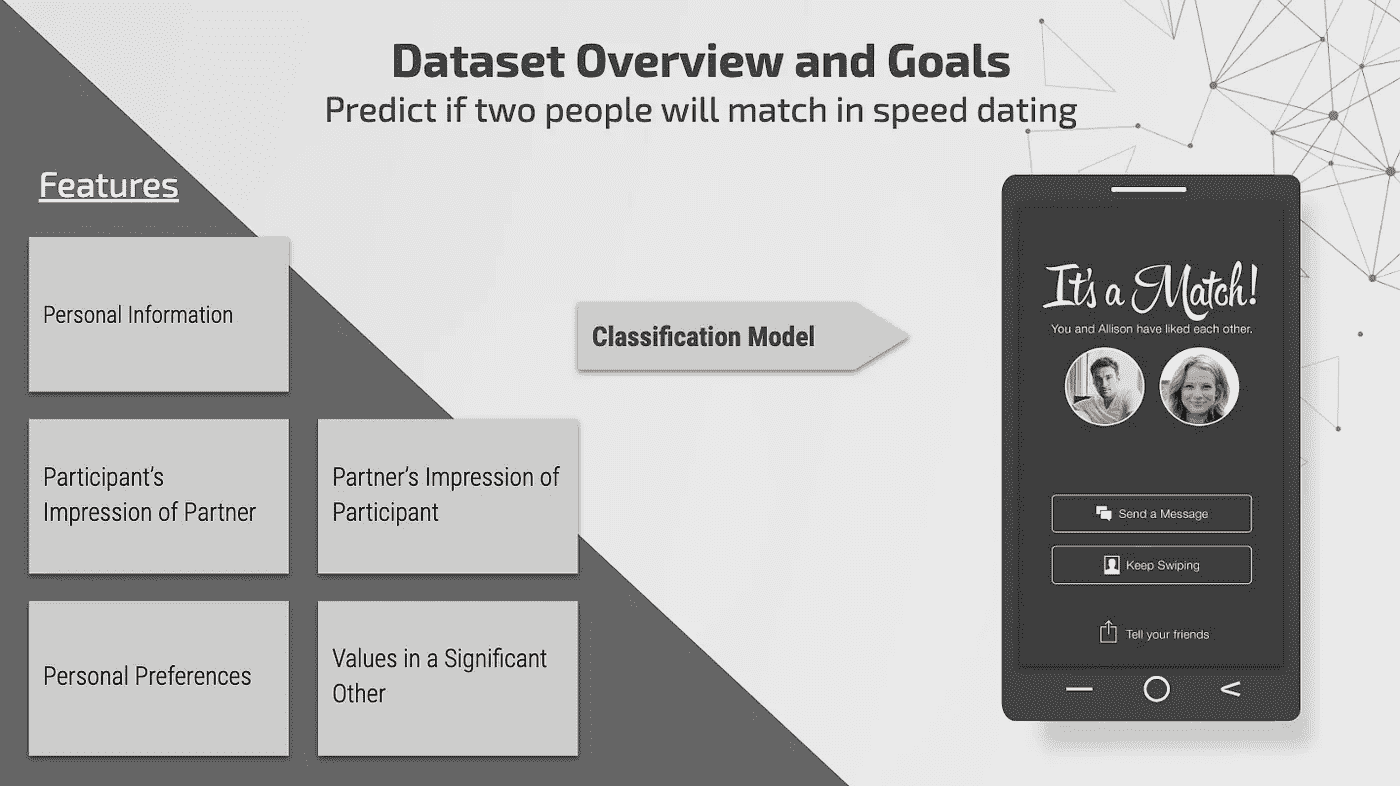 Dataset Overview and Goals
Predict if two people will match in speed dating
Features
Personal Information
Participant's
Impression of Partner
Partner's Impression of
Participant
Personal Preferences
Values in a Significant
Other
Classification Model
It's a Match!
You and Allison have liked each other.
Send a Message
Keep Swiping
Tell your friends